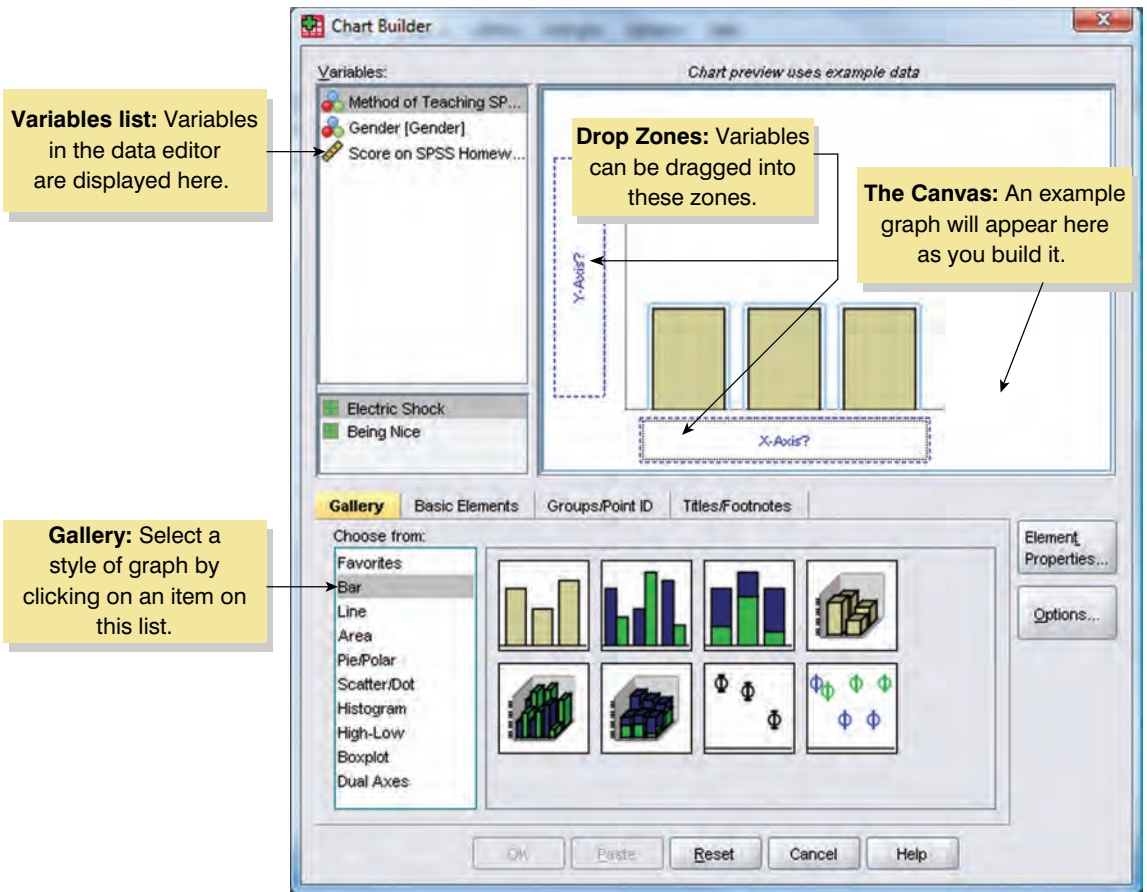 Chart Builder
Variables:
Chart preview uses example data
Method of Teaching SP...
Gender [Gender]
Score on SPSS Homew...
Variables list: Variables
in the data editor
are displayed here.
Drop Zones: Variables
can be dragged into
these zones.
The Canvas: An example
graph will appear here
as you build it.
Y-Axis?
X-Axis?
Electric Shock
Being Nice
Gallery
Basic Elements
Groups/Point ID
Titles/Footnotes
Choose from:
Favorites
Bar
Line
Area
Pie/Polar
Scatter/Dot
Histogram
High-Low
Boxplot
Dual Axes
Gallery: Select a
style of graph by
clicking on an item on
this list.
Element
Properties...
Options...
OK
Paste
Reset
Cancel
Help